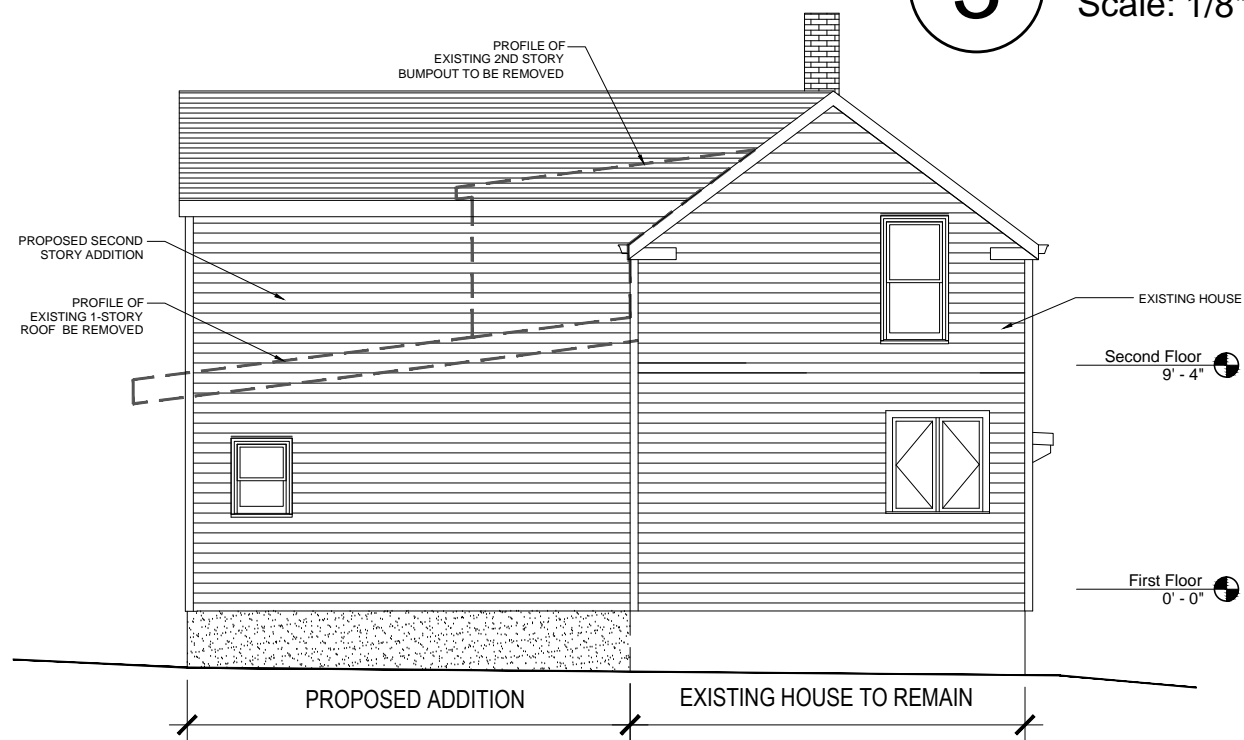 Scale: 1/8"
PROFILE OF
EXISTING 2ND STORY
BUMPOUT TO BE REMOVED
PROPOSED SECOND
STORY ADDITION
PROFILE OF
EXISTING 1-STORY
ROOF BE REMOVED
EXISTING HOUSE
Second Floor
9' - 4"
First Floor
0' - 0"
PROPOSED ADDITION
EXISTING HOUSE TO REMAIN